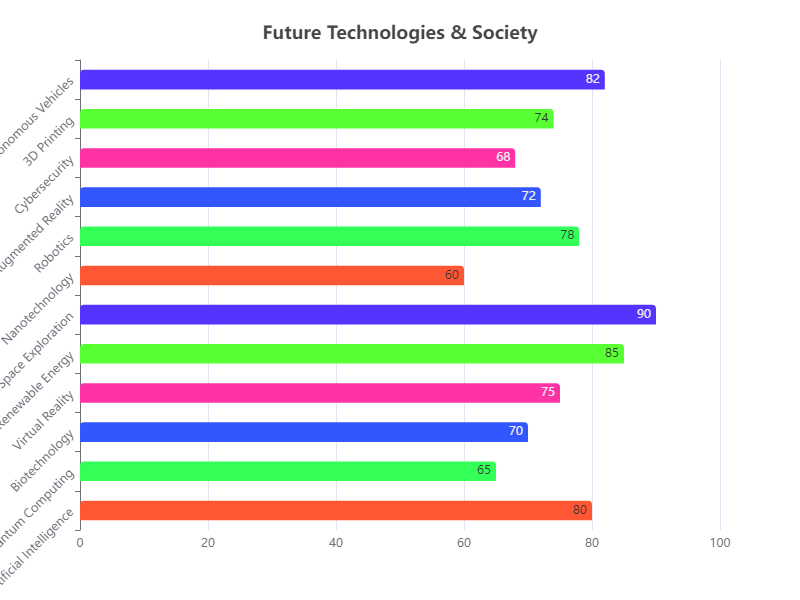 Future Technologies & Society
onomous Vehicles
82
3D Printing
74
Cybersecurity
68
ugmented Reality
72
Robotics
78
Nanotechnology
60
Space Exploration
90
Renewable Energy
85
Virtual Reality
75
Biotechnology
70
antum Computing
65
tificial Intelligence
80
0
20
40
60
80
100